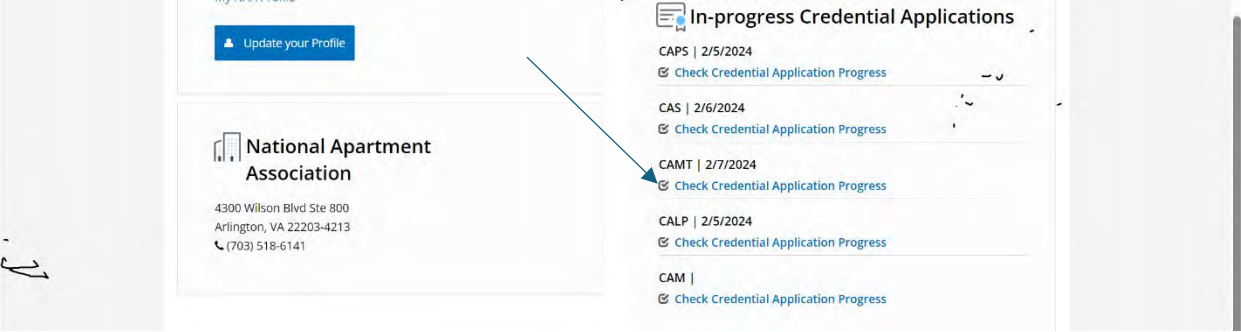 Update your Profile
National Apartment
Association
4300 Wilson Blvd Ste 800
Arlington, VA 22203-4213
(703) 518-6141
In-progress Credential Applications
CAPS | 2/5/2024
Check Credential Application Progress
CAS | 2/6/2024
Check Credential Application Progress
CAMT | 2/7/2024
Check Credential Application Progress
CALP | 2/5/2024
Check Credential Application Progress
CAM |
Check Credential Application Progress